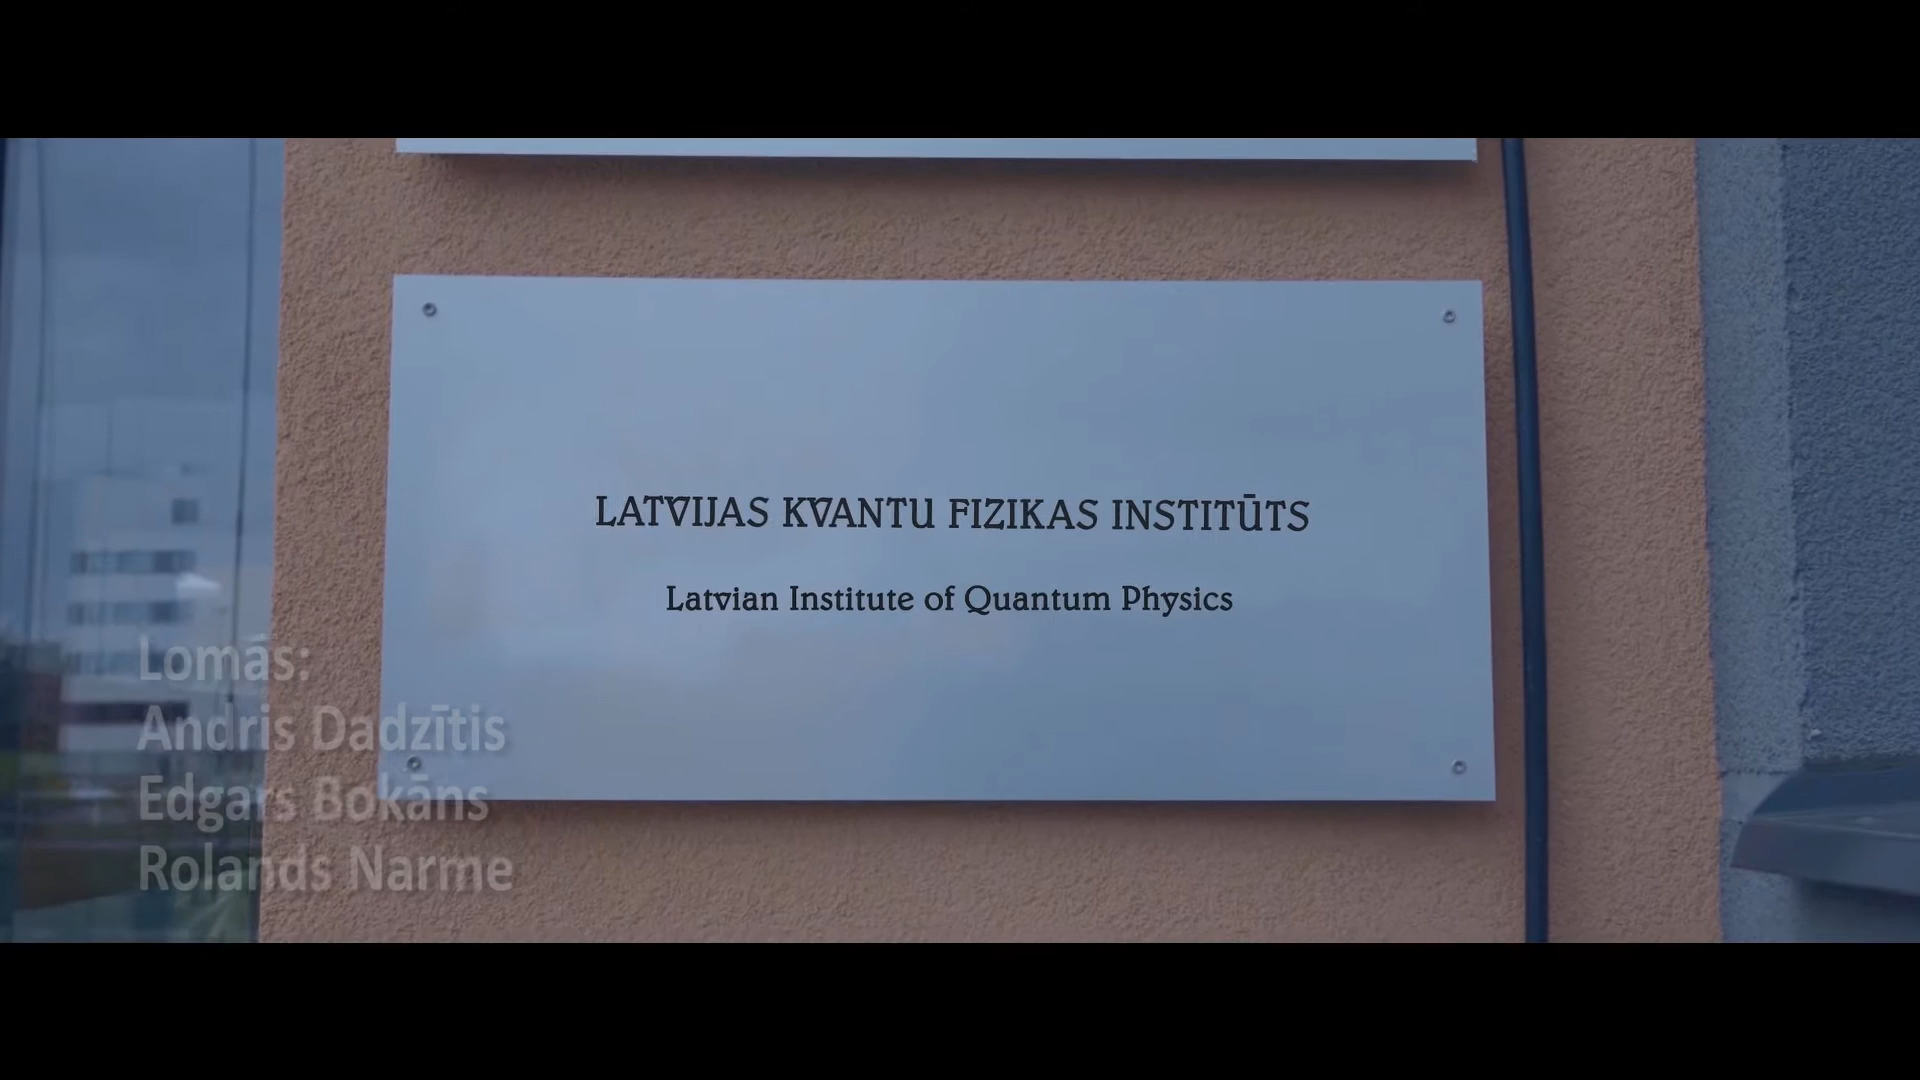 LATVIJAS KVANTU FIZIKAS INSTITŪTS
Latvian Institute of Quantum Physics
Lomās:
Andris Dadzītis
Edgars Bokāns
Rolands Narme